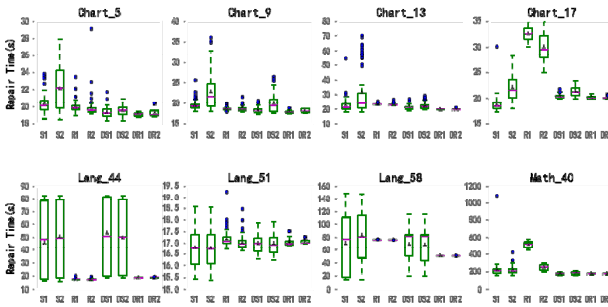 Chart_5 Chart_9 Chart_13 Chart_17
Repair Time(s)
30 28 26 24 22 20 18
40 35 30 25 20 15
80 70 60 50 40 30 20 10
35 30 25 20 15
S1 S2 R1 R2 DS1 DS2 DR1 DR2
S1 S2 R1 R2 DS1 DS2 DR1 DR2
S1 S2 R1 R2 DS1 DS2 DR1 DR2
S1 S2 R1 R2 DS1 DS2 DR1 DR2
Lang_44 Lang_51 Lang_58 Math_40
Repair Time(s)
90 80 70 60 50 40 30 20 10
19.5 19.0 18.5 18.0 17.5 17.0 16.5 16.0 15.5 15.0
160 140 120 100 80 60 40 20 0
1200 1000 800 600 400 200 0
S1 S2 R1 R2 DS1 DS2 DR1 DR2
S1 S2 R1 R2 DS1 DS2 DR1 DR2
S1 S2 R1 R2 DS1 DS2 DR1 DR2
S1 S2 R1 R2 DS1 DS2 DR1 DR2